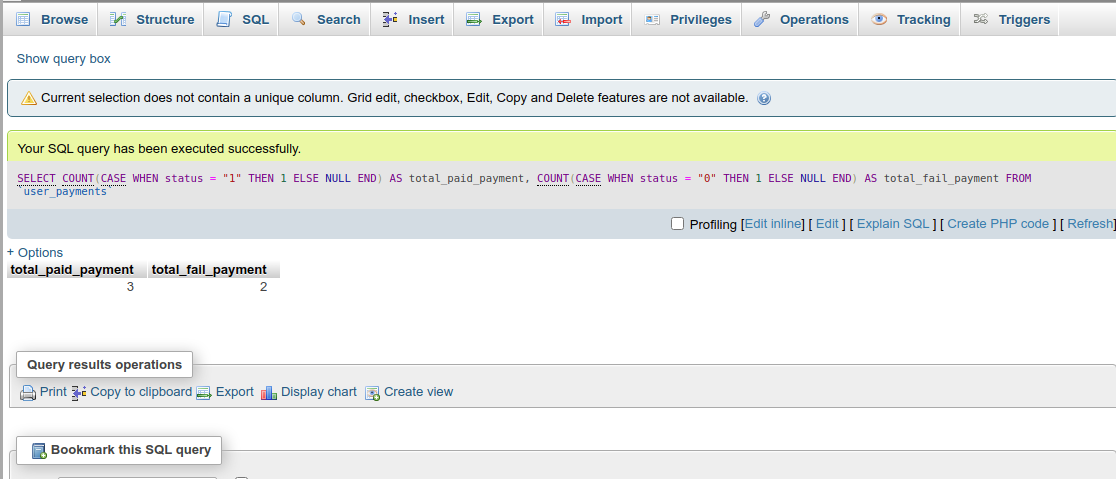 Browse Structure SQL Search Insert Export Import Privileges Operations Tracking Triggers
Show query box
Current selection does not contain a unique column. Grid edit, checkbox, Edit, Copy and Delete features are not available.
Your SQL query has been executed successfully.
SELECT COUNT(CASE WHEN status = "1" THEN 1 ELSE NULL END) AS total_paid_payment, COUNT(CASE WHEN status = "0" THEN 1 ELSE NULL END) AS total_fail_payment FROM
`user_payments`
Profiling [Edit inline] [ Edit ] [ Explain SQL ] [ Create PHP code ] [ Refresh]
+ Options
total_paid_payment total_fail_payment
3 2
Query results operations
Print Copy to clipboard Export Display chart Create view
Bookmark this SQL query